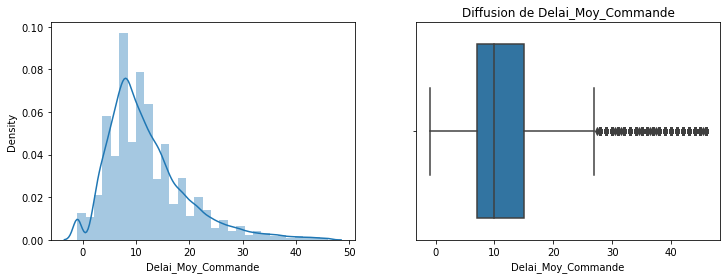 Diffusion de Delai_Moy_Commande
0.10
0.08
0.06
0.04
0.02
0.00
Density
0 10 20 30 40 50
Delai_Moy_Commande
0 10 20 30 40
Delai_Moy_Commande